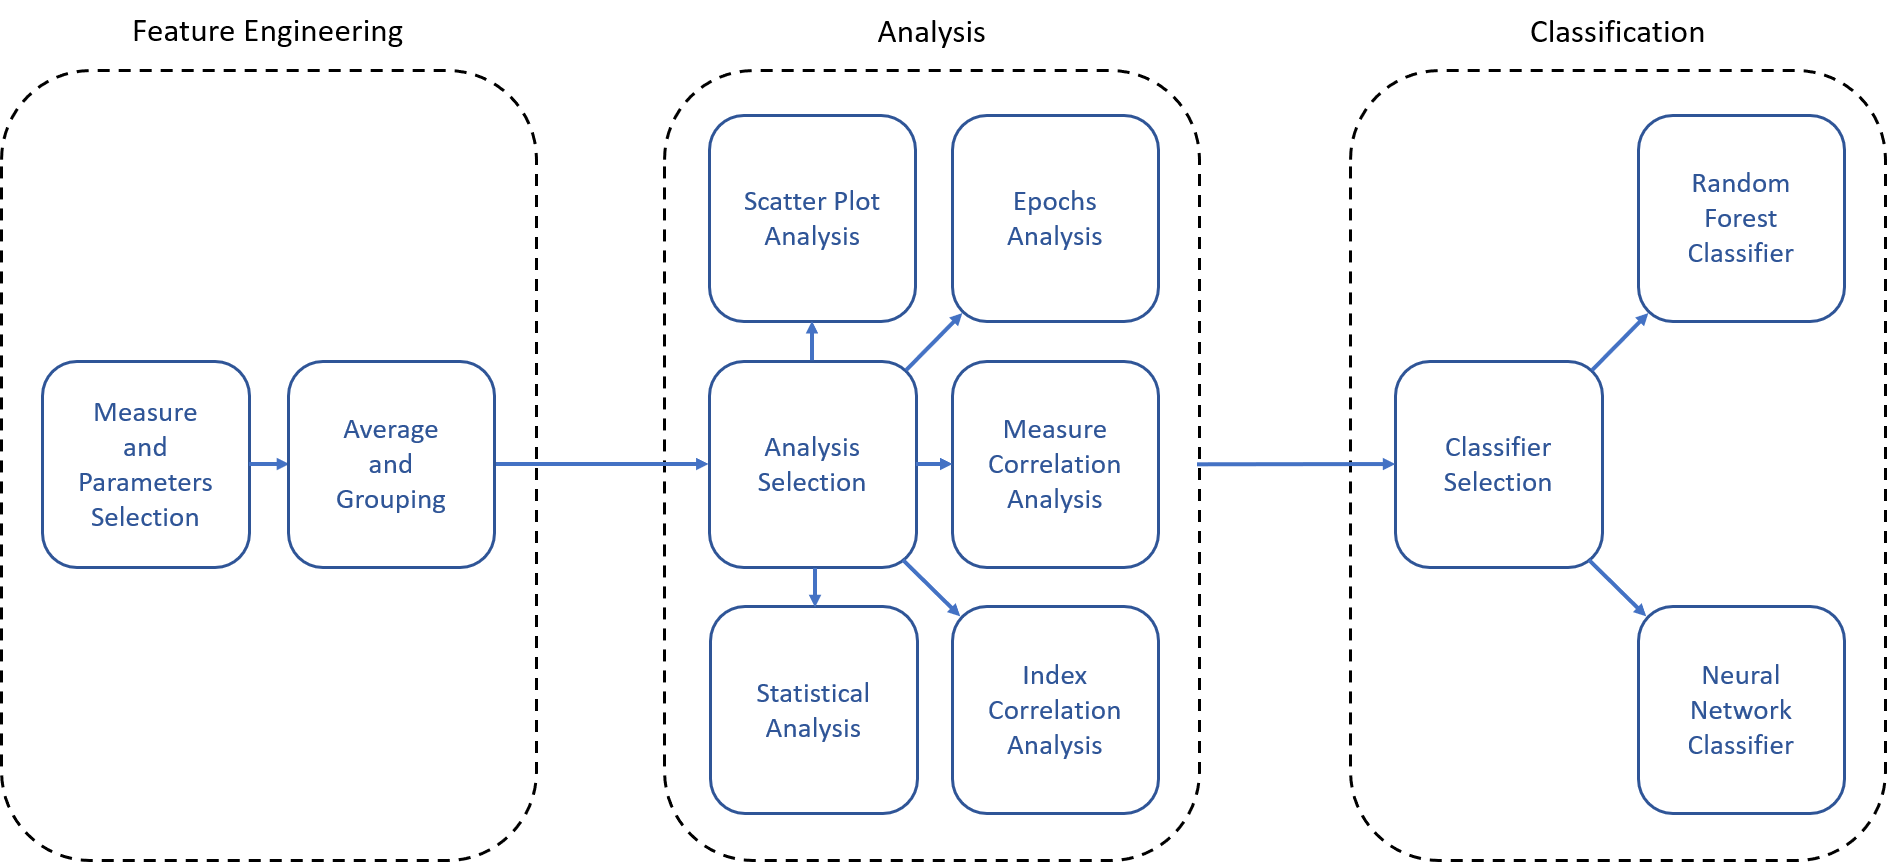 Feature Engineering
Measure
and
Parameters
Selection
Average
and
Grouping
Analysis
Scatter Plot
Analysis
Epochs
Analysis
Analysis
Selection
Measure
Correlation
Analysis
Statistical
Analysis
Index
Correlation
Analysis
Classification
Random
Forest
Classifier
Classifier
Selection
Neural
Network
Classifier